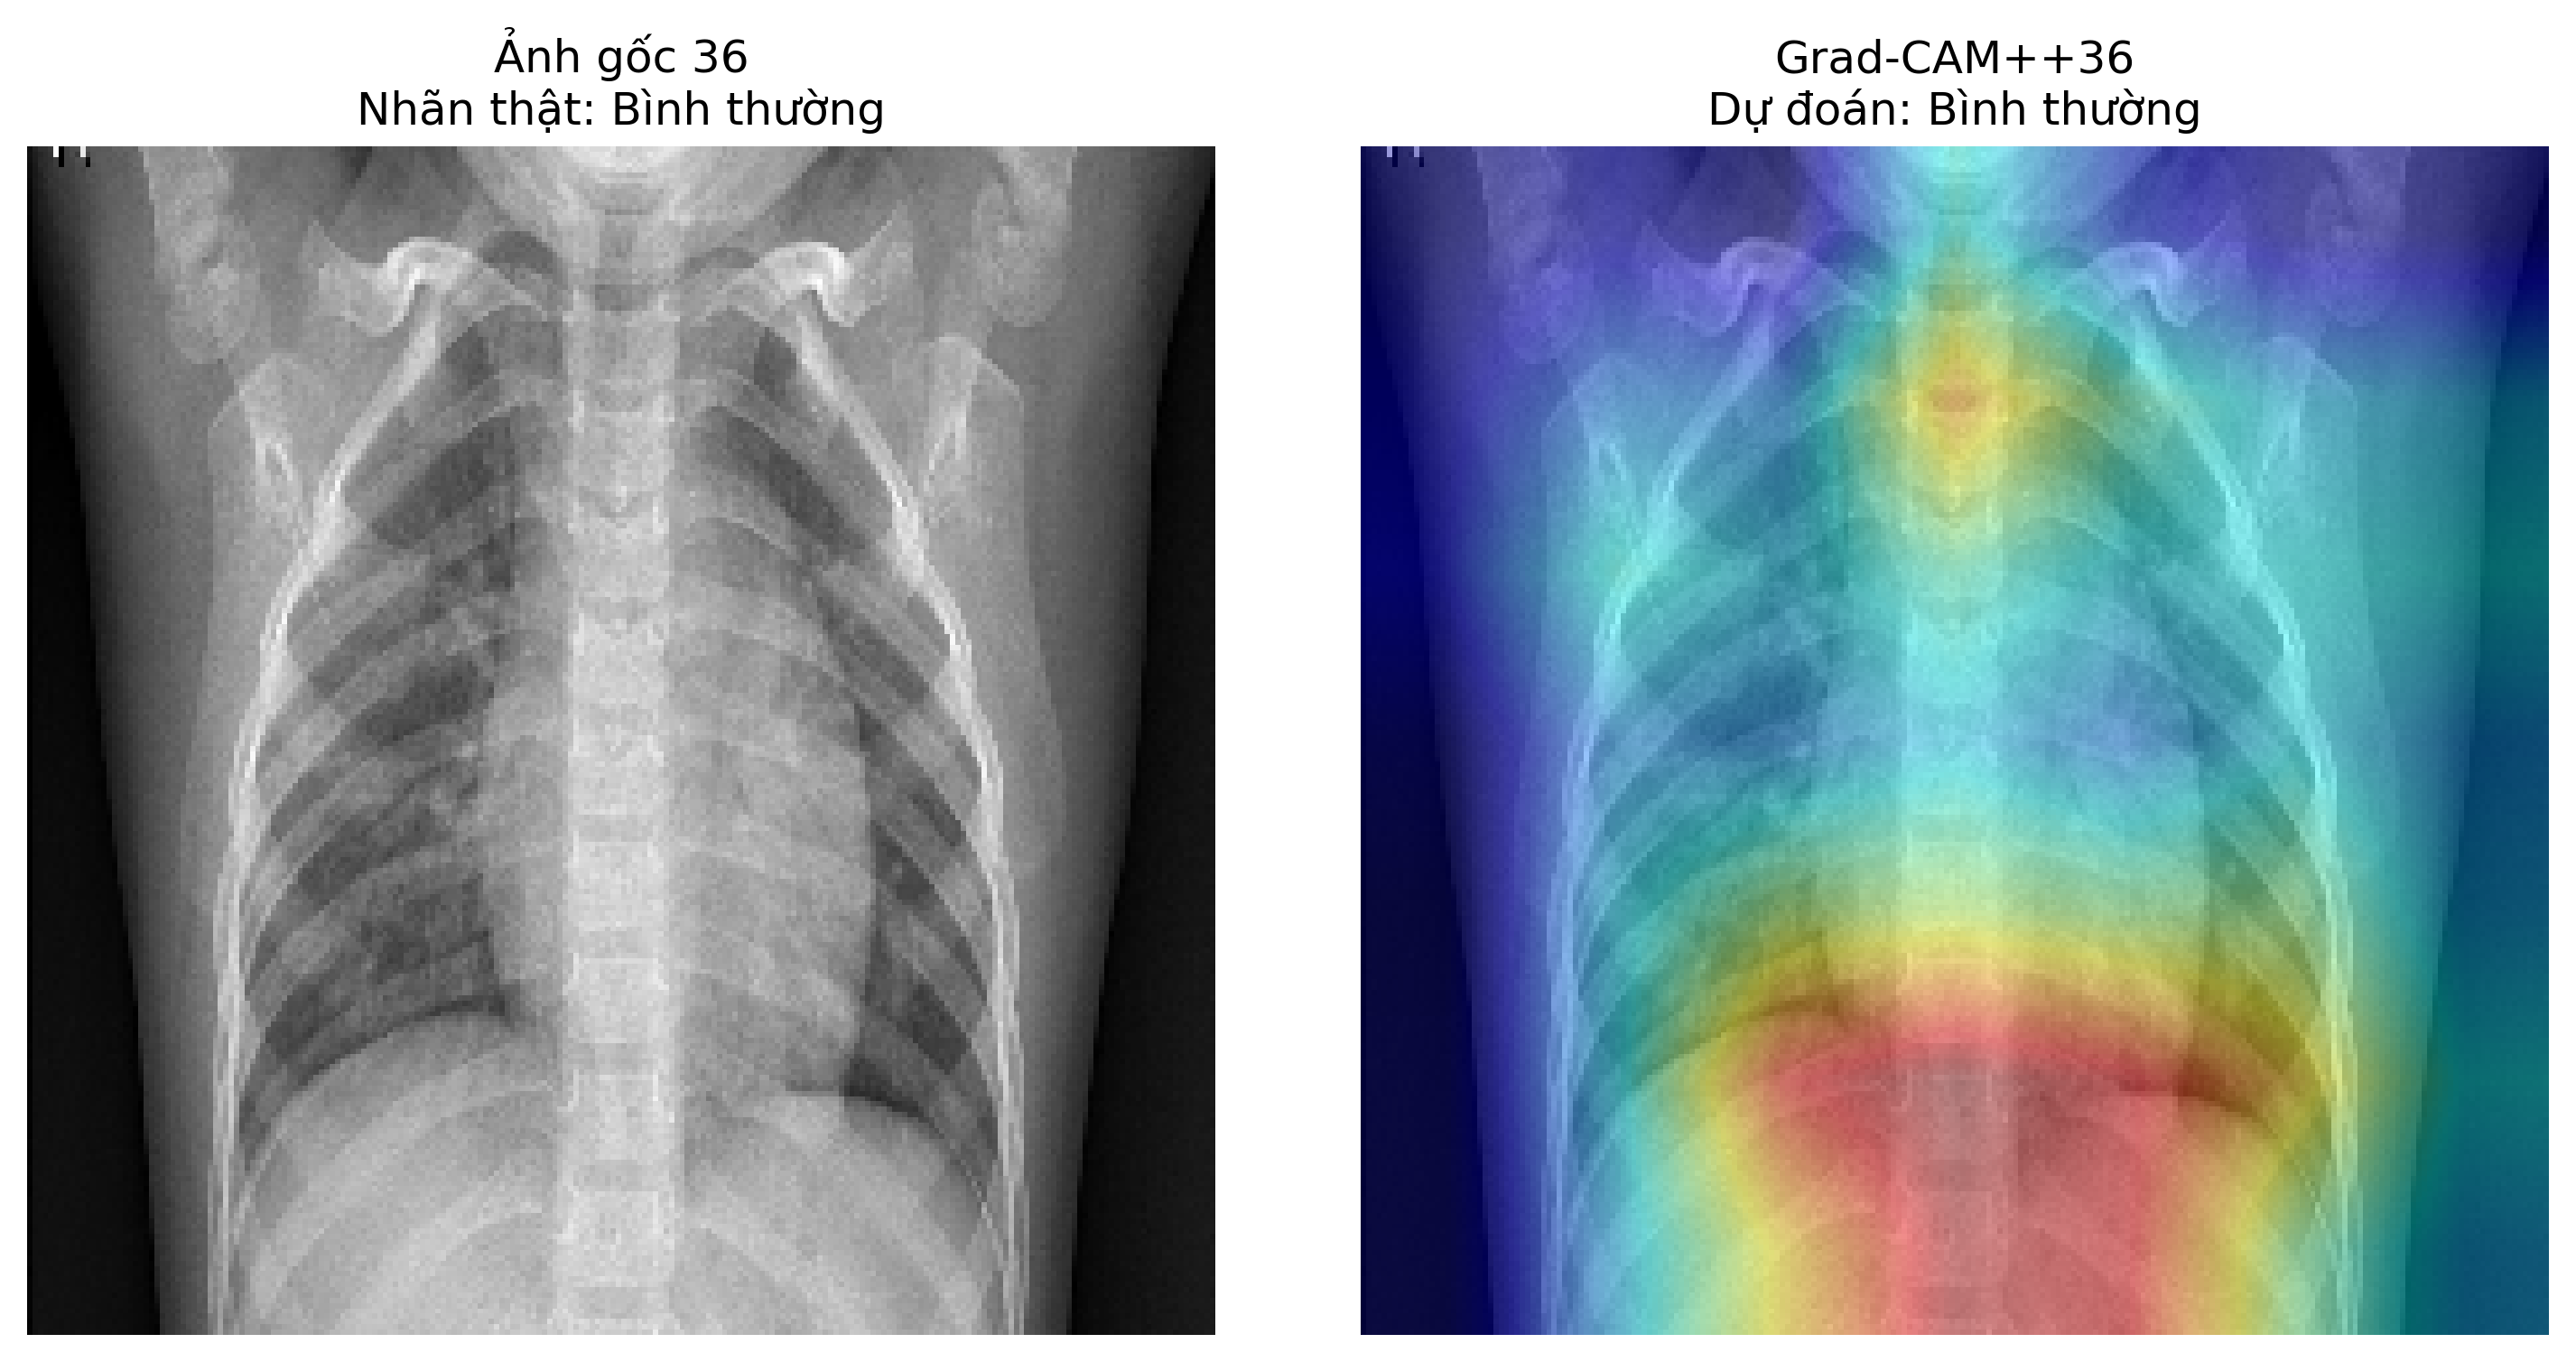 Ảnh gốc 36
Nhãn thật: Bình thường
Grad-CAM++36
Dự đoán: Bình thường